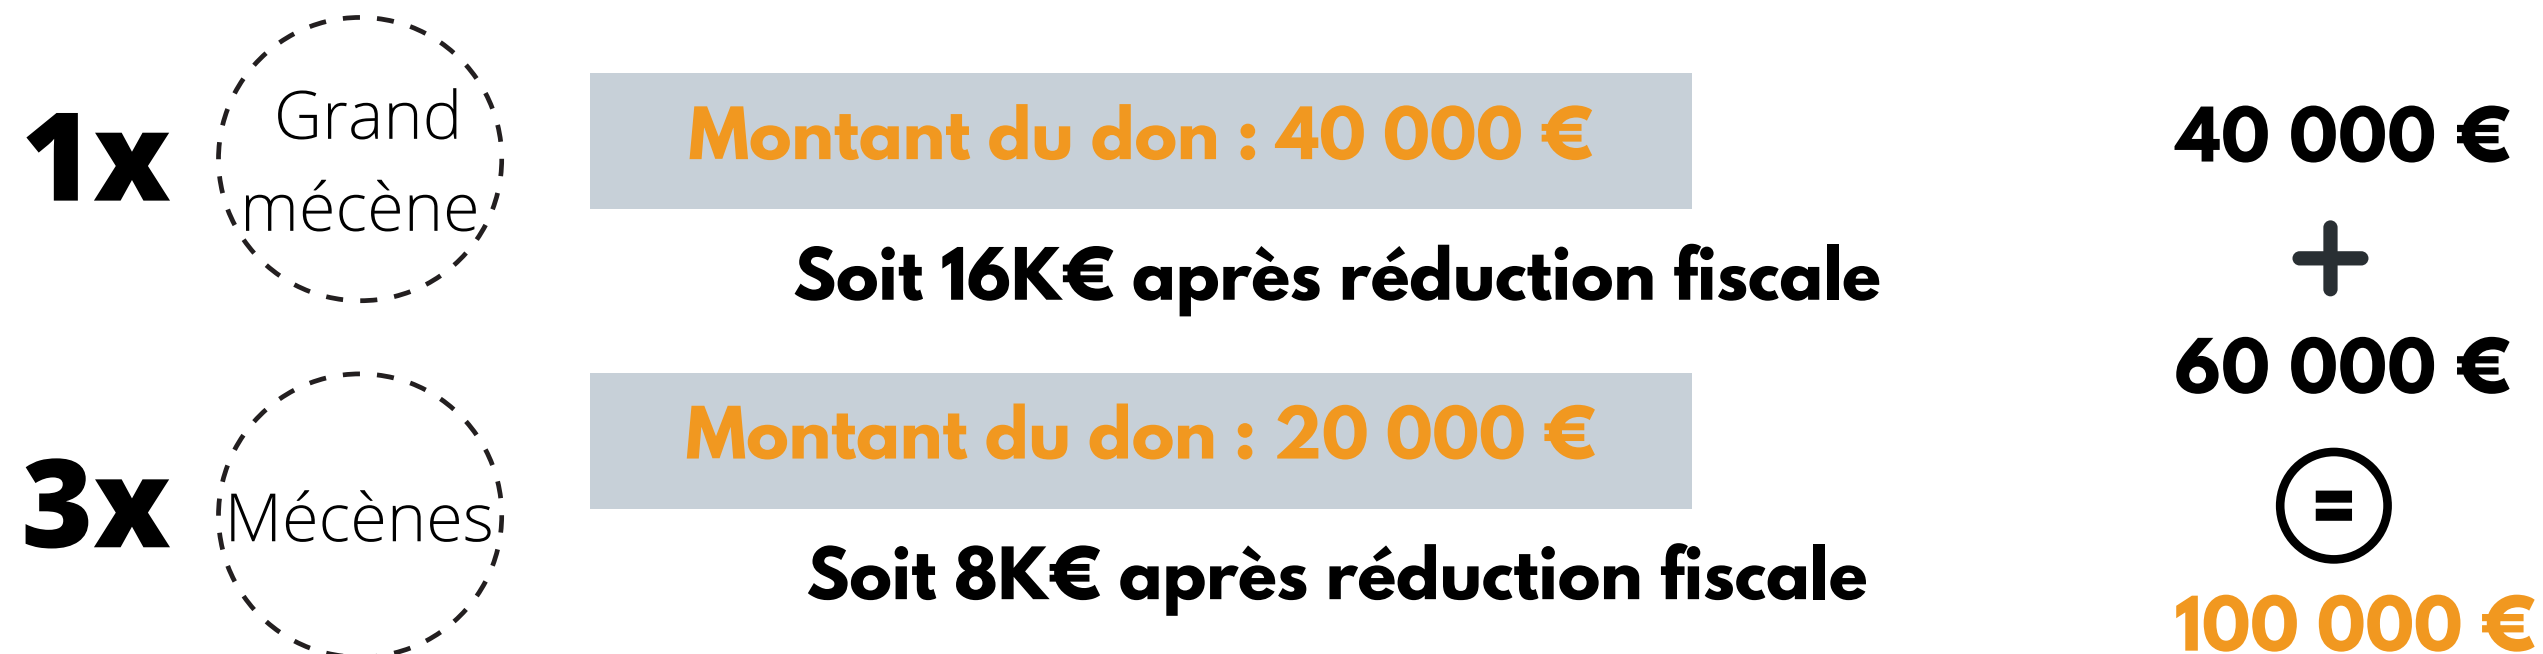 1x
Grand
mécène
Montant du don : 40 000 €
Soit 16K€ après réduction fiscale
3x
Mécènes
Montant du don : 20 000 €
Soit 8K€ après réduction fiscale
40 000 €
+
60 000 €
=
100 000 €